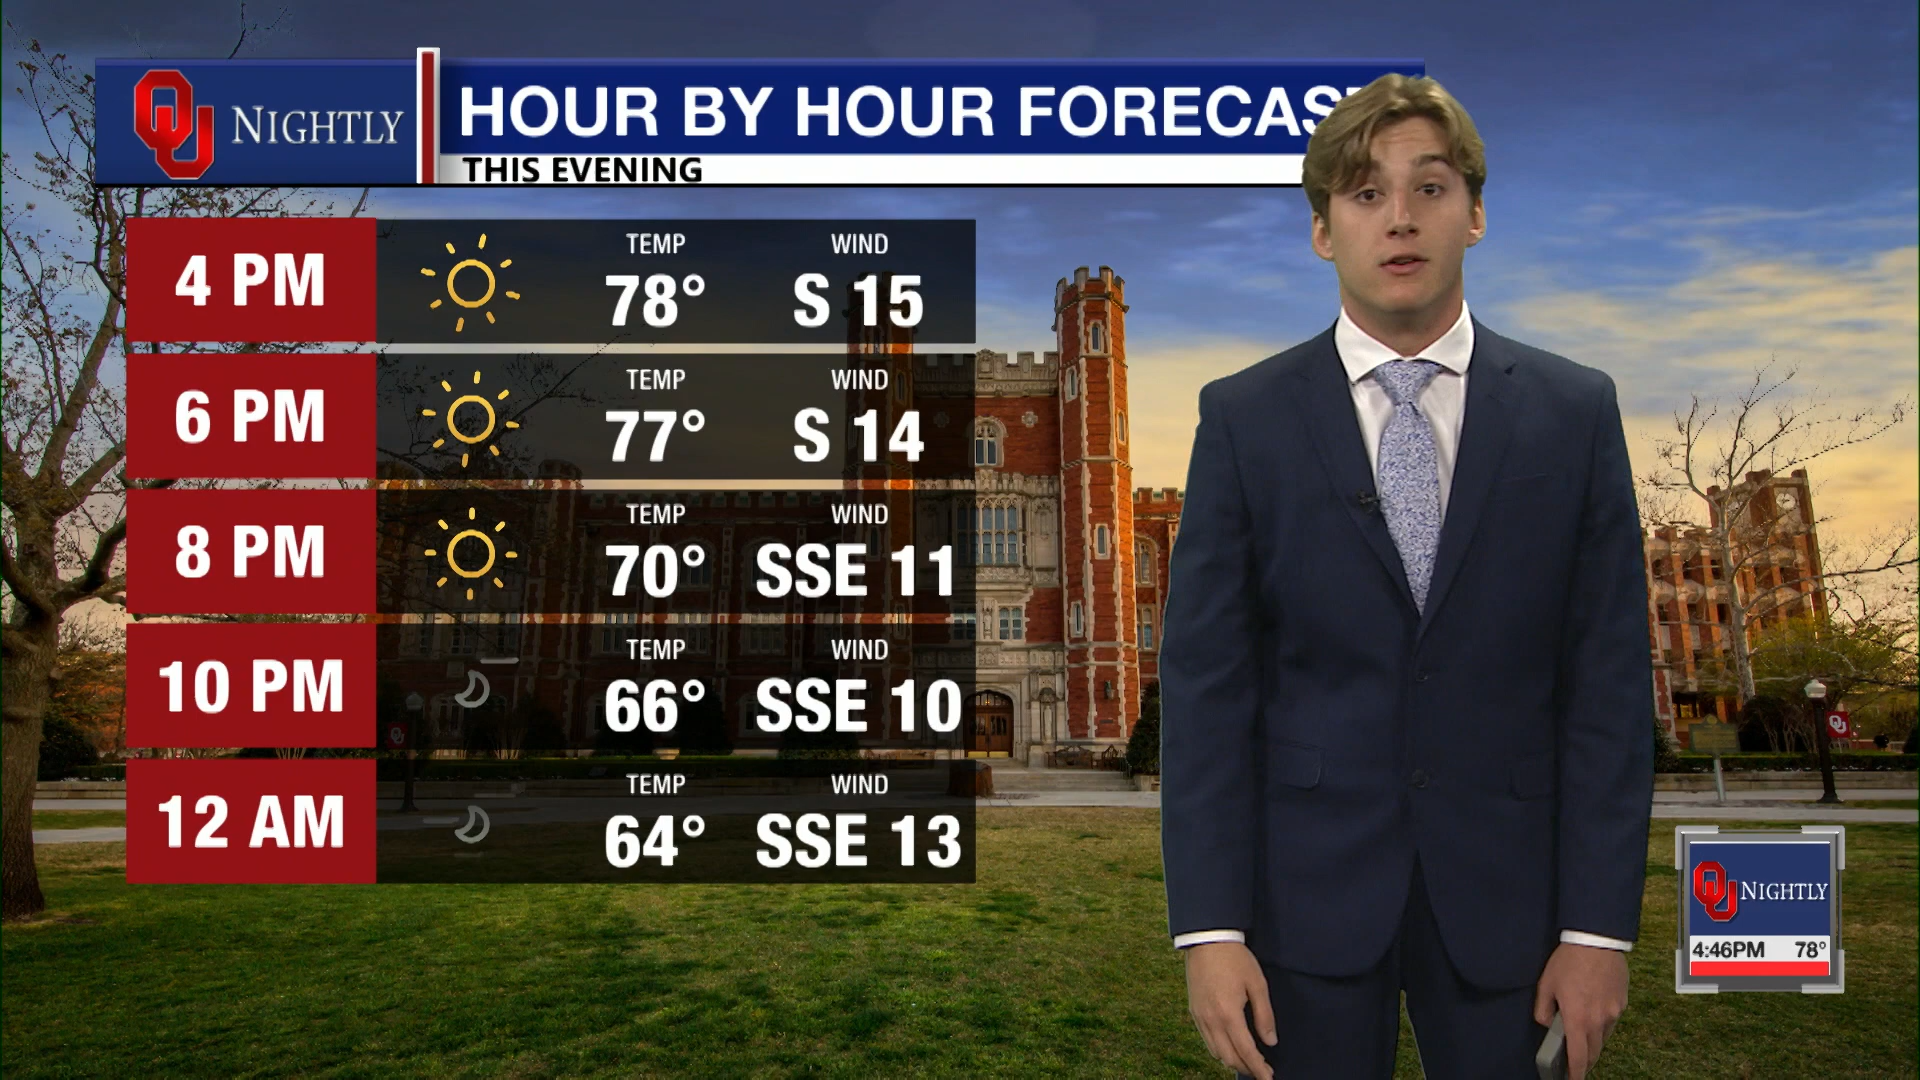 OU NIGHTLY
HOUR BY HOUR FORECAS
THIS EVENING
4 PM
TEMP
WIND
78°
S 15
6 PM
TEMP
WIND
77°
S 14
8 PM
TEMP
WIND
70°
SSE 11
10 PM
TEMP
WIND
66°
SSE 10
12 AM
TEMP
WIND
64°
SSE 13
OU
OU
OU NIGHTLY
4:46PM 78°